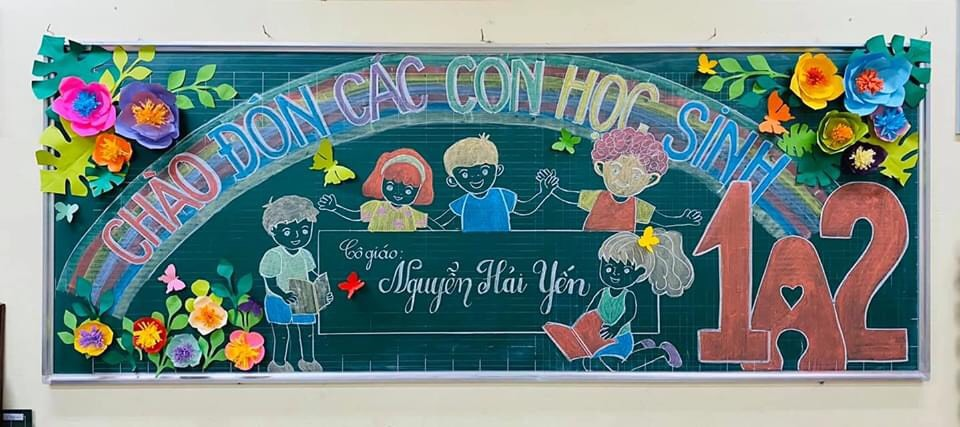 CHÀO ĐÓN CÁC CON HỌC SINH
1A2
Cô giáo:
Nguyễn Hải Yến